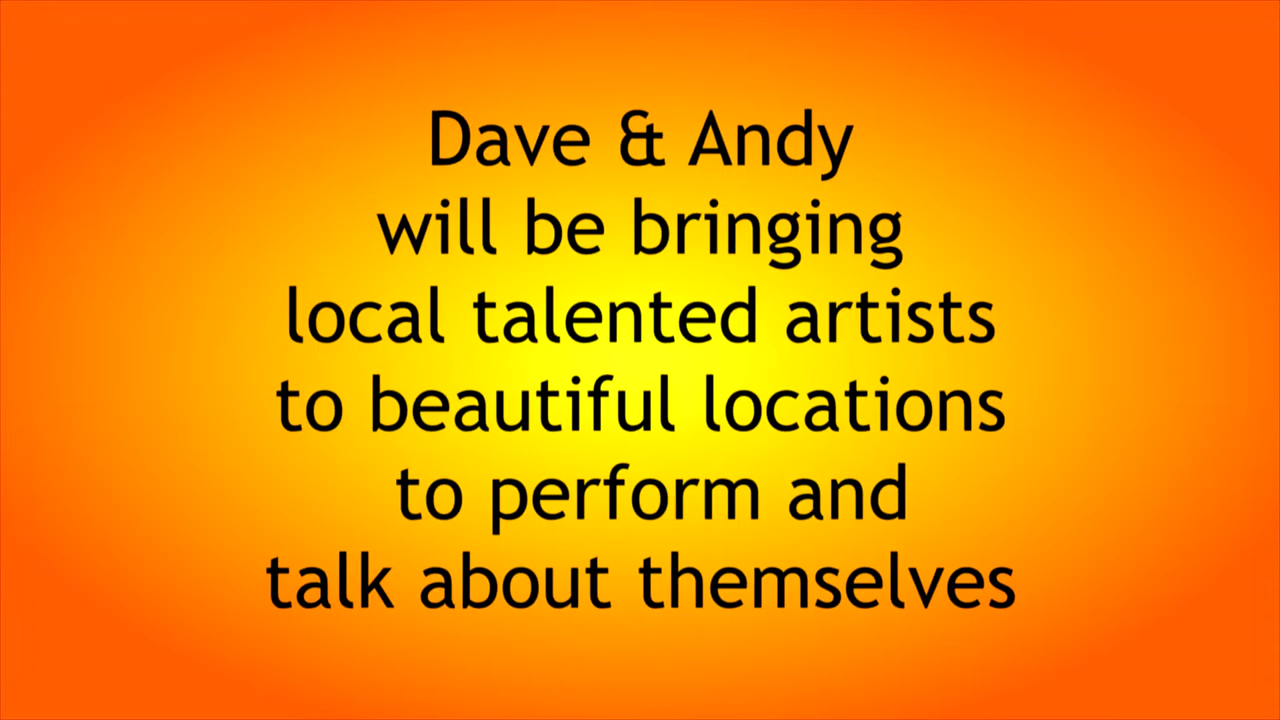 Dave & Andy
will be bringing
local talented artists
to beautiful locations
to perform and
talk about themselves